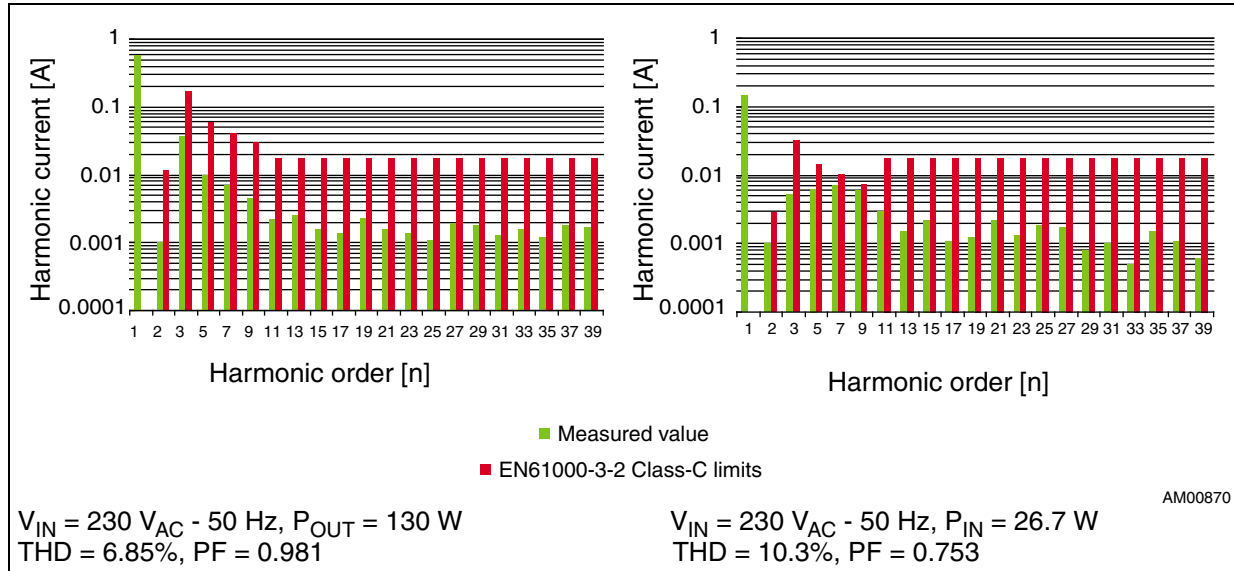 Harmonic current [A]
1
0.1
0.01
0.001
0.0001
1 2 3 5 7 9 11 13 15 17 19 21 23 25 27 29 31 33 35 37 39
Harmonic order [n]
Harmonic current [A]
1
0.1
0.01
0.001
0.0001
1 2 3 5 7 9 11 13 15 17 19 21 23 25 27 29 31 33 35 37 39
Harmonic order [n]
Measured value
EN61000-3-2 Class-C limits
AM00870
VIN = 230 VAC - 50 Hz, POUT = 130 W
THD = 6.85%, PF = 0.981
VIN = 230 VAC - 50 Hz, PIN = 26.7 W
THD = 10.3%, PF = 0.753